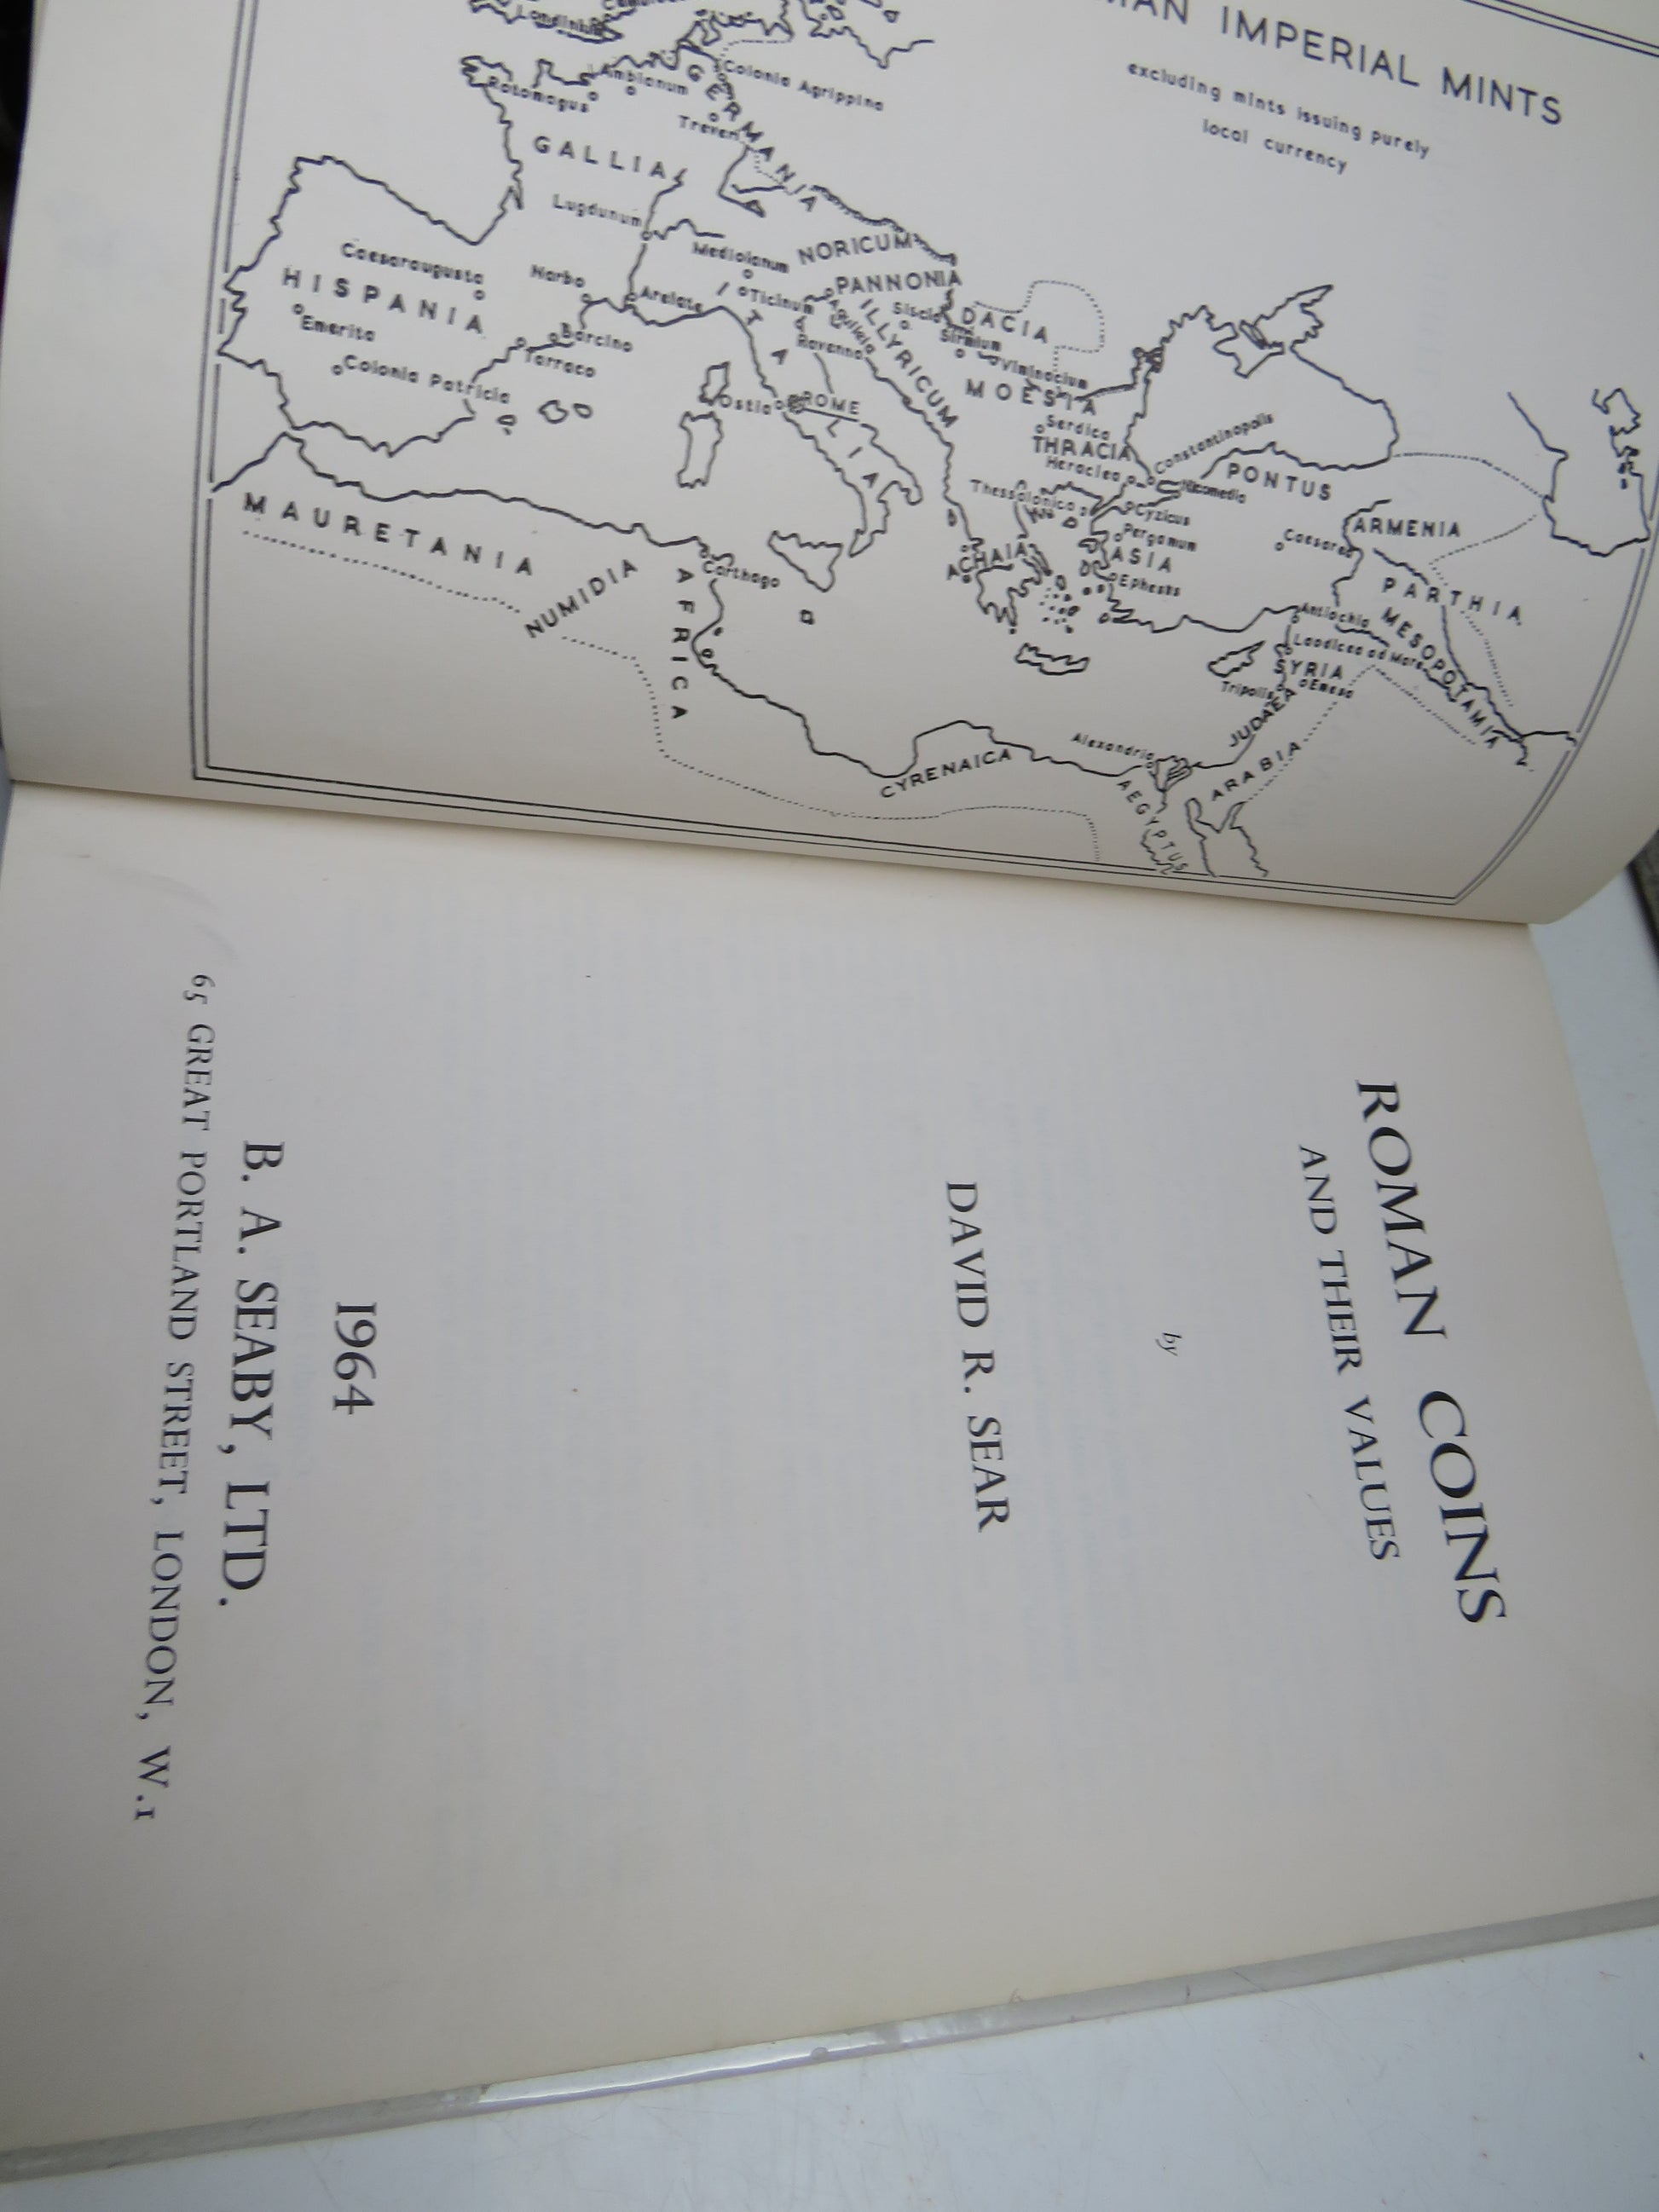 IMPERIAL MINTS
excluding mints issuing purely
local currency
Colonia Agrippina
Ambianum
Rotomagus
GERMANIA
Treveri
GALLIA
Lugdunum
Mediolanum
NORICUM
Caesaraugusta
Narbo
Arelate
Ticinum
PANNONIA
HISPANIA
ITALIA
Aquileia
Siscia
DACIA
Emerita
Barcino
Ravenna
ILLYRICUM
Sirmium
Tarraco
Viminacium
Colonia Patricia
MOESIA
Ostia
ROME
Serdica
THRACIA
Constantinopolis
Heraclea
PONTUS
Nicomedia
Thessalonica
Cyzicus
ARMENIA
MAURETANIA
Pergamum
Caesarea
ACHAIA
ASIA
Carthago
Ephesus
PARTHIA
NUMIDIA
AFRICA
Antiochia
MESOPOTAMIA
Laodicea ad Mare
SYRIA
Tripolis
Emesa
JUDAEA
Alexandria
CYRENAICA
ARABIA
AEGYPTUS
ROMAN COINS
AND THEIR VALUES
by
DAVID R. SEAR
1964
B. A. SEABY, LTD.
65 GREAT PORTLAND STREET, LONDON, W.1